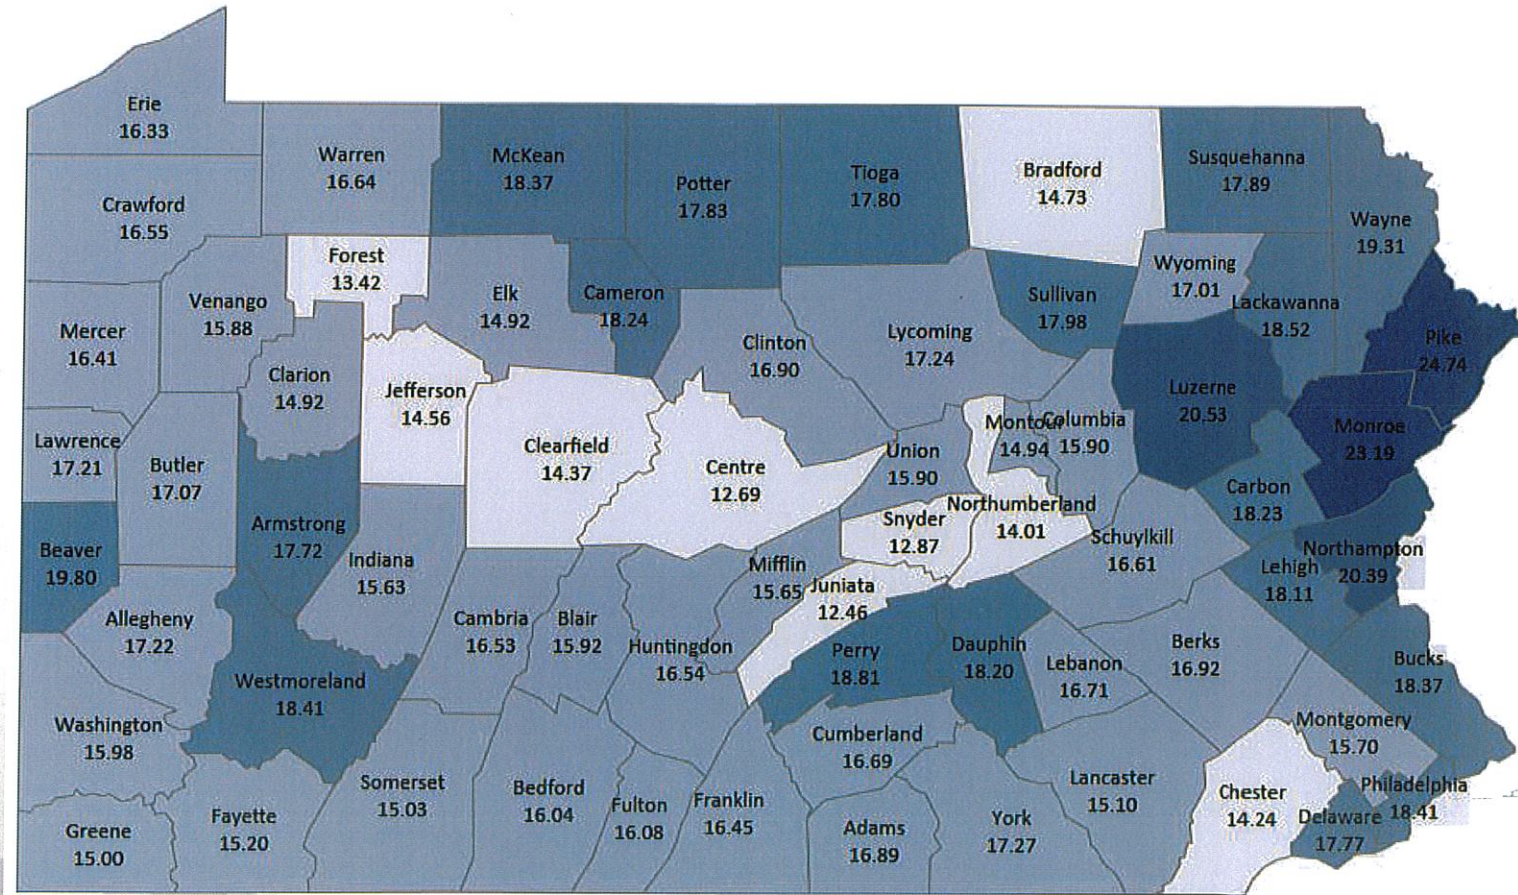 Erie
16.33
Warren
16.64
McKean
18.37
Potter
17.83
Tioga
17.80
Bradford
14.73
Susquehanna
17.89
Wayne
19.31
Crawford
16.55
Forest
13.42
Venango
15.88
Elk
14.92
Cameron
18.24
Sullivan
17.98
Wyoming
17.01
Lackawanna
18.52
Pike
24.74
Mercer
16.41
Clarion
14.92
Jefferson
14.56
Clinton
16.90
Lycoming
17.24
Luzerne
20.53
Monroe
23.19
Lawrence
17.21
Butler
17.07
Clearfield
14.37
Centre
12.69
Union
15.90
Montour
14.94
Columbia
15.90
Carbon
18.23
Beaver
19.80
Armstrong
17.72
Indiana
15.63
Snyder
12.87
Northumberland
14.01
Schuylkill
16.61
Northampton
20.39
Lehigh
18.11
Allegheny
17.22
Cambria
16.53
Blair
15.92
Huntingdon
16.54
Mifflin
15.65
Juniata
12.46
Perry
18.81
Dauphin
18.20
Lebanon
16.71
Berks
16.92
Bucks
18.37
Westmoreland
18.41
Washington
15.98
Cumberland
16.69
Montgomery
15.70
Greene
15.00
Fayette
15.20
Somerset
15.03
Bedford
16.04
Fulton
16.08
Franklin
16.45
Adams
16.89
York
17.27
Lancaster
15.10
Chester
14.24
Delaware
17.77
Philadelphia
18.41